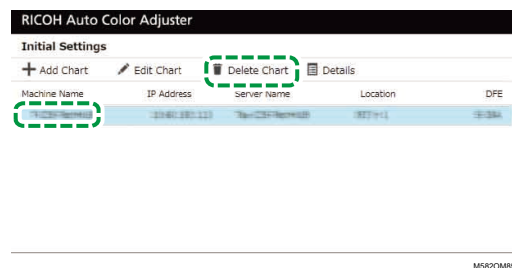 RICOH Auto Color Adjuster
Initial Settings
Add Chart Edit Chart Delete Chart Details
Machine Name IP Address Server Name Location DFE